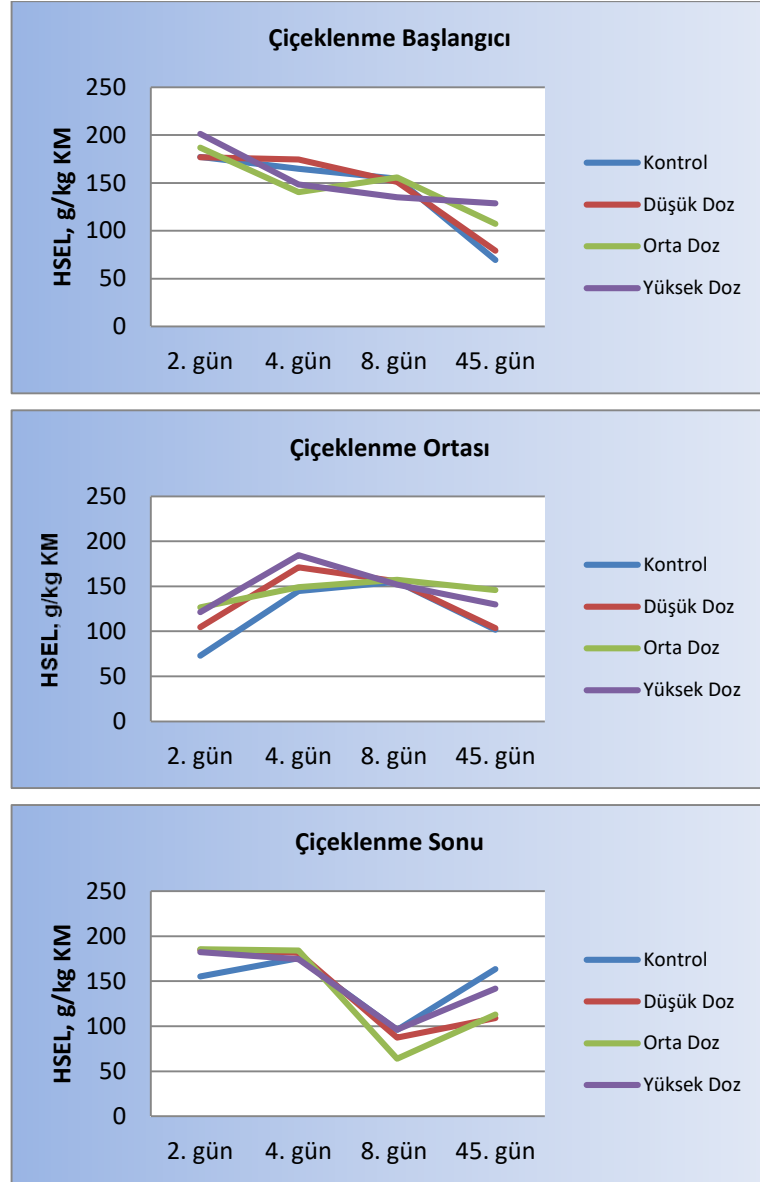 Çiçeklenme Başlangıcı
HSEL, g/kg KM
250
200
150
100
50
0
2. gün 4. gün 8. gün 45. gün
Kontrol
Düşük Doz
Orta Doz
Yüksek Doz
Çiçeklenme Ortası
HSEL, g/kg KM
250
200
150
100
50
0
2. gün 4. gün 8. gün 45. gün
Kontrol
Düşük Doz
Orta Doz
Yüksek Doz
Çiçeklenme Sonu
HSEL, g/kg KM
250
200
150
100
50
0
2. gün 4. gün 8. gün 45. gün
Kontrol
Düşük Doz
Orta Doz
Yüksek Doz